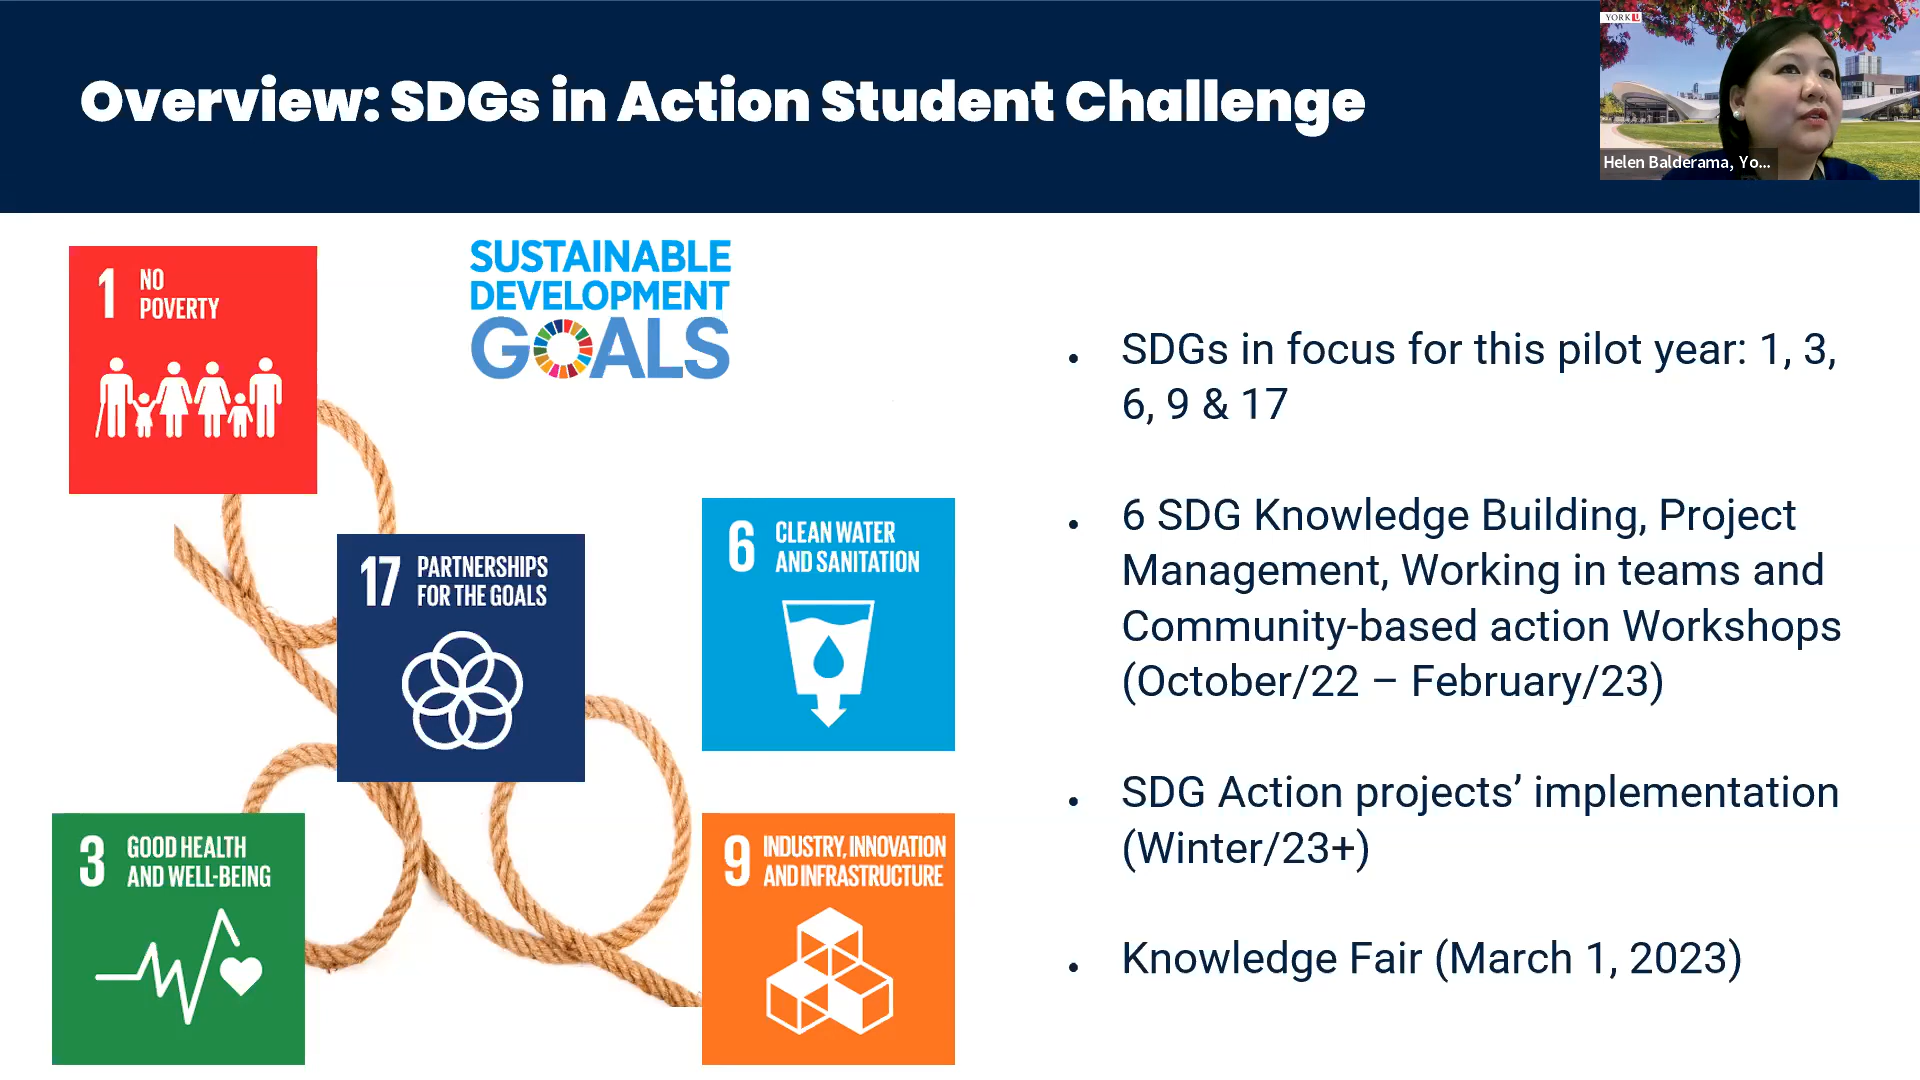 Overview: SDGs in Action Student Challenge
YORK U
Helen Balderama, Yo...
1 NO
POVERTY
SUSTAINABLE
DEVELOPMENT
GOALS
17 PARTNERSHIPS
FOR THE GOALS
6 CLEAN WATER
AND SANITATION
3 GOOD HEALTH
AND WELL-BEING
9 INDUSTRY, INNOVATION
AND INFRASTRUCTURE
• SDGs in focus for this pilot year: 1, 3,
6, 9 & 17
• 6 SDG Knowledge Building, Project
Management, Working in teams and
Community-based action Workshops
(October/22 – February/23)
• SDG Action projects’ implementation
(Winter/23+)
• Knowledge Fair (March 1, 2023)